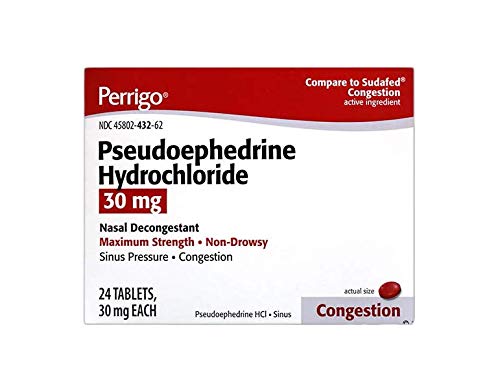 Perrigo®
Compare to Sudafed®
Congestion
active ingredient
NDC 45802-432-62
Pseudoephedrine
Hydrochloride
30 mg
Nasal Decongestant
Maximum Strength • Non-Drowsy
Sinus Pressure • Congestion
24 TABLETS,
30 mg EACH
actual size
Pseudoephedrine HCl • Sinus
Congestion